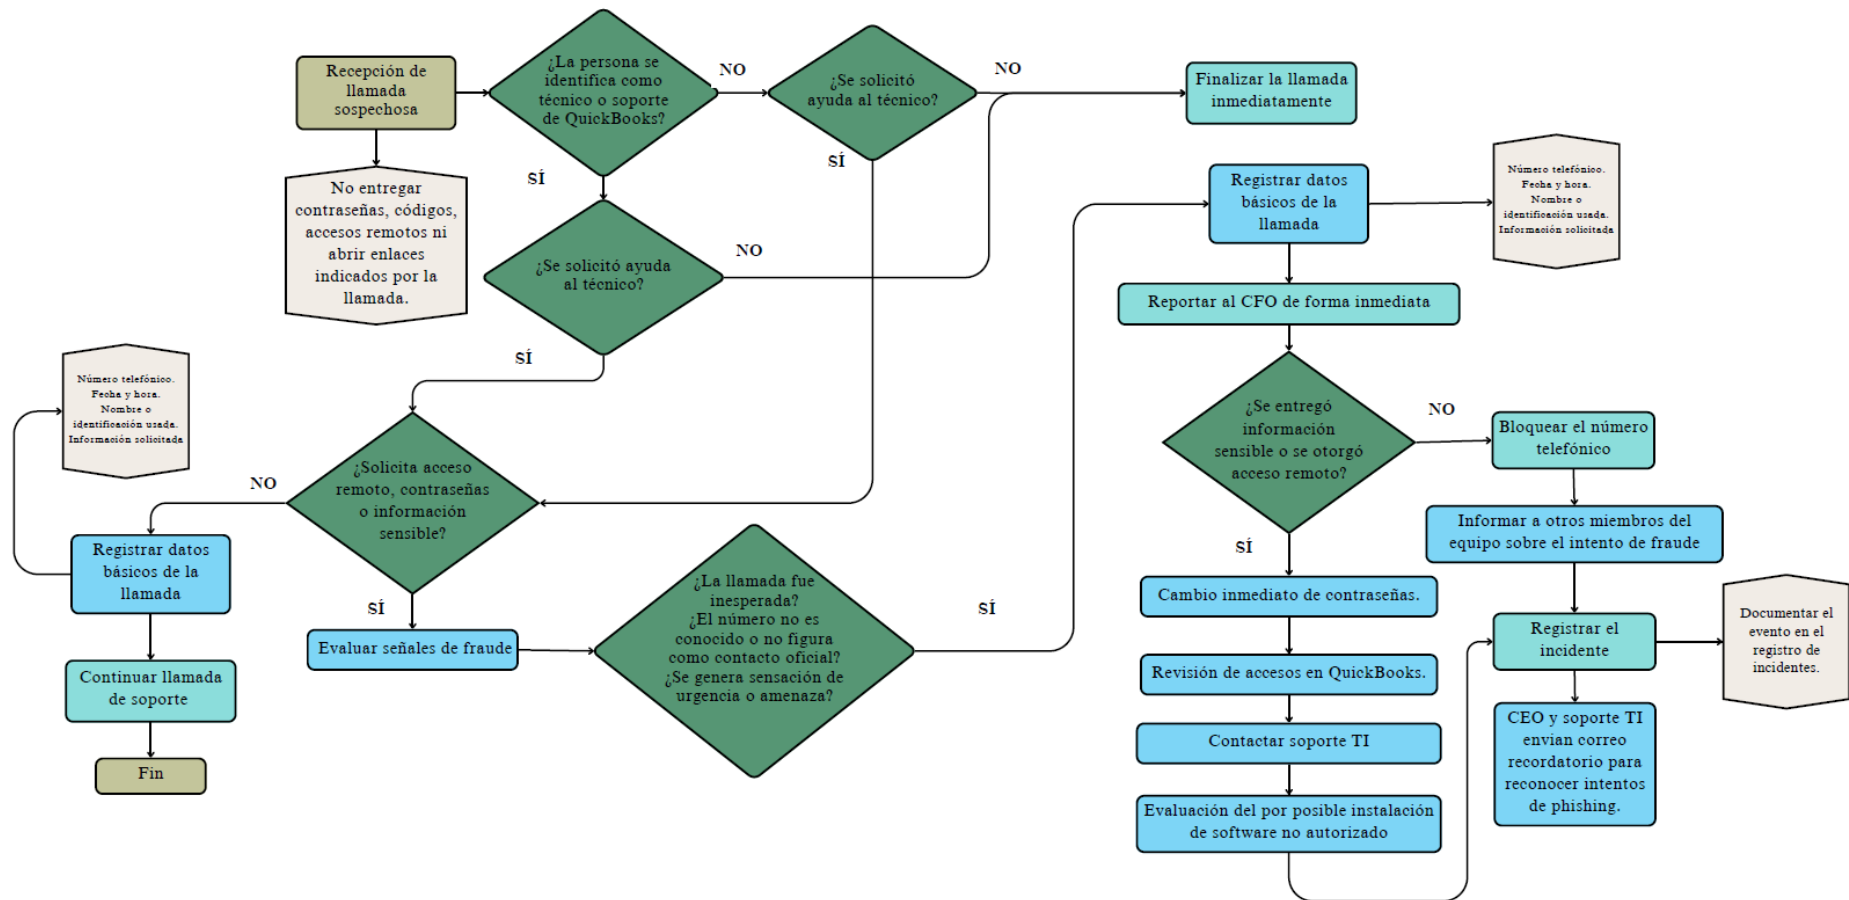 Recepción de
llamada
sospechosa
¿La persona se
identifica como
técnico o soporte
de QuickBooks?
NO
¿Se solicitó
ayuda al técnico?
NO
Finalizar la llamada
inmediatamente
SÍ
SÍ
No entregar
contraseñas, códigos,
accesos remotos ni
abrir enlaces
indicados por la
llamada.
¿Se solicitó ayuda
al técnico?
NO
SÍ
Registrar datos
básicos de la
llamada
Número telefónico.
Fecha y hora.
Nombre o
identificación usada.
Información solicitada
Reportar al CFO de forma inmediata
Número telefónico.
Fecha y hora.
Nombre o
identificación usada.
Información solicitada
¿Solicita acceso
remoto, contraseñas
o información
sensible?
NO
SÍ
Registrar datos
básicos de la
llamada
Continuar llamada
de soporte
Fin
Evaluar señales de fraude
¿La llamada fue
inesperada?
¿El número no es
conocido o no figura
como contacto oficial?
¿Se genera sensación de
urgencia o amenaza?
SÍ
¿Se entregó
información
sensible o se otorgó
acceso remoto?
NO
SÍ
Bloquear el número
telefónico
Informar a otros miembros del
equipo sobre el intento de fraude
Registrar el
incidente
Documentar el
evento en el
registro de
incidentes.
CEO y soporte TI
envian correo
recordatorio para
reconocer intentos
de phishing.
Cambio inmediato de contraseñas.
Revisión de accesos en QuickBooks.
Contactar soporte TI
Evaluación del por posible instalación
de software no autorizado